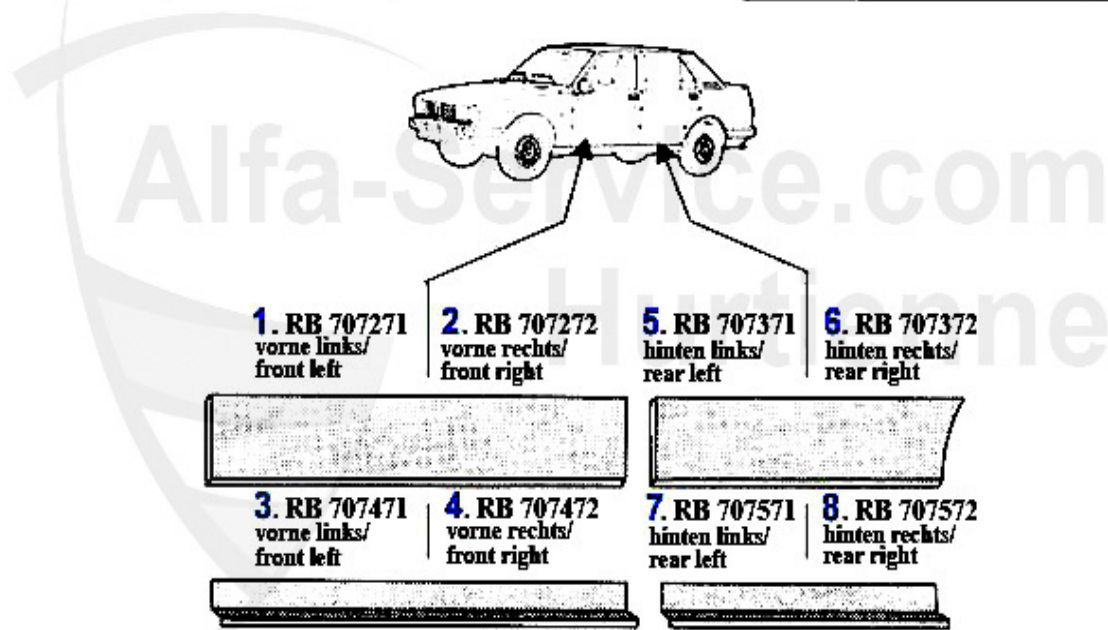 Alfa-Service.com
Hurtienne
1. RB 707271
vorne links/
front left
2. RB 707272
vorne rechts/
front right
5. RB 707371
hinten links/
rear left
6. RB 707372
hinten rechts/
rear right
3. RB 707471
vorne links/
front left
4. RB 707472
vorne rechts/
front right
7. RB 707571
hinten links/
rear left
8. RB 707572
hinten rechts/
rear right